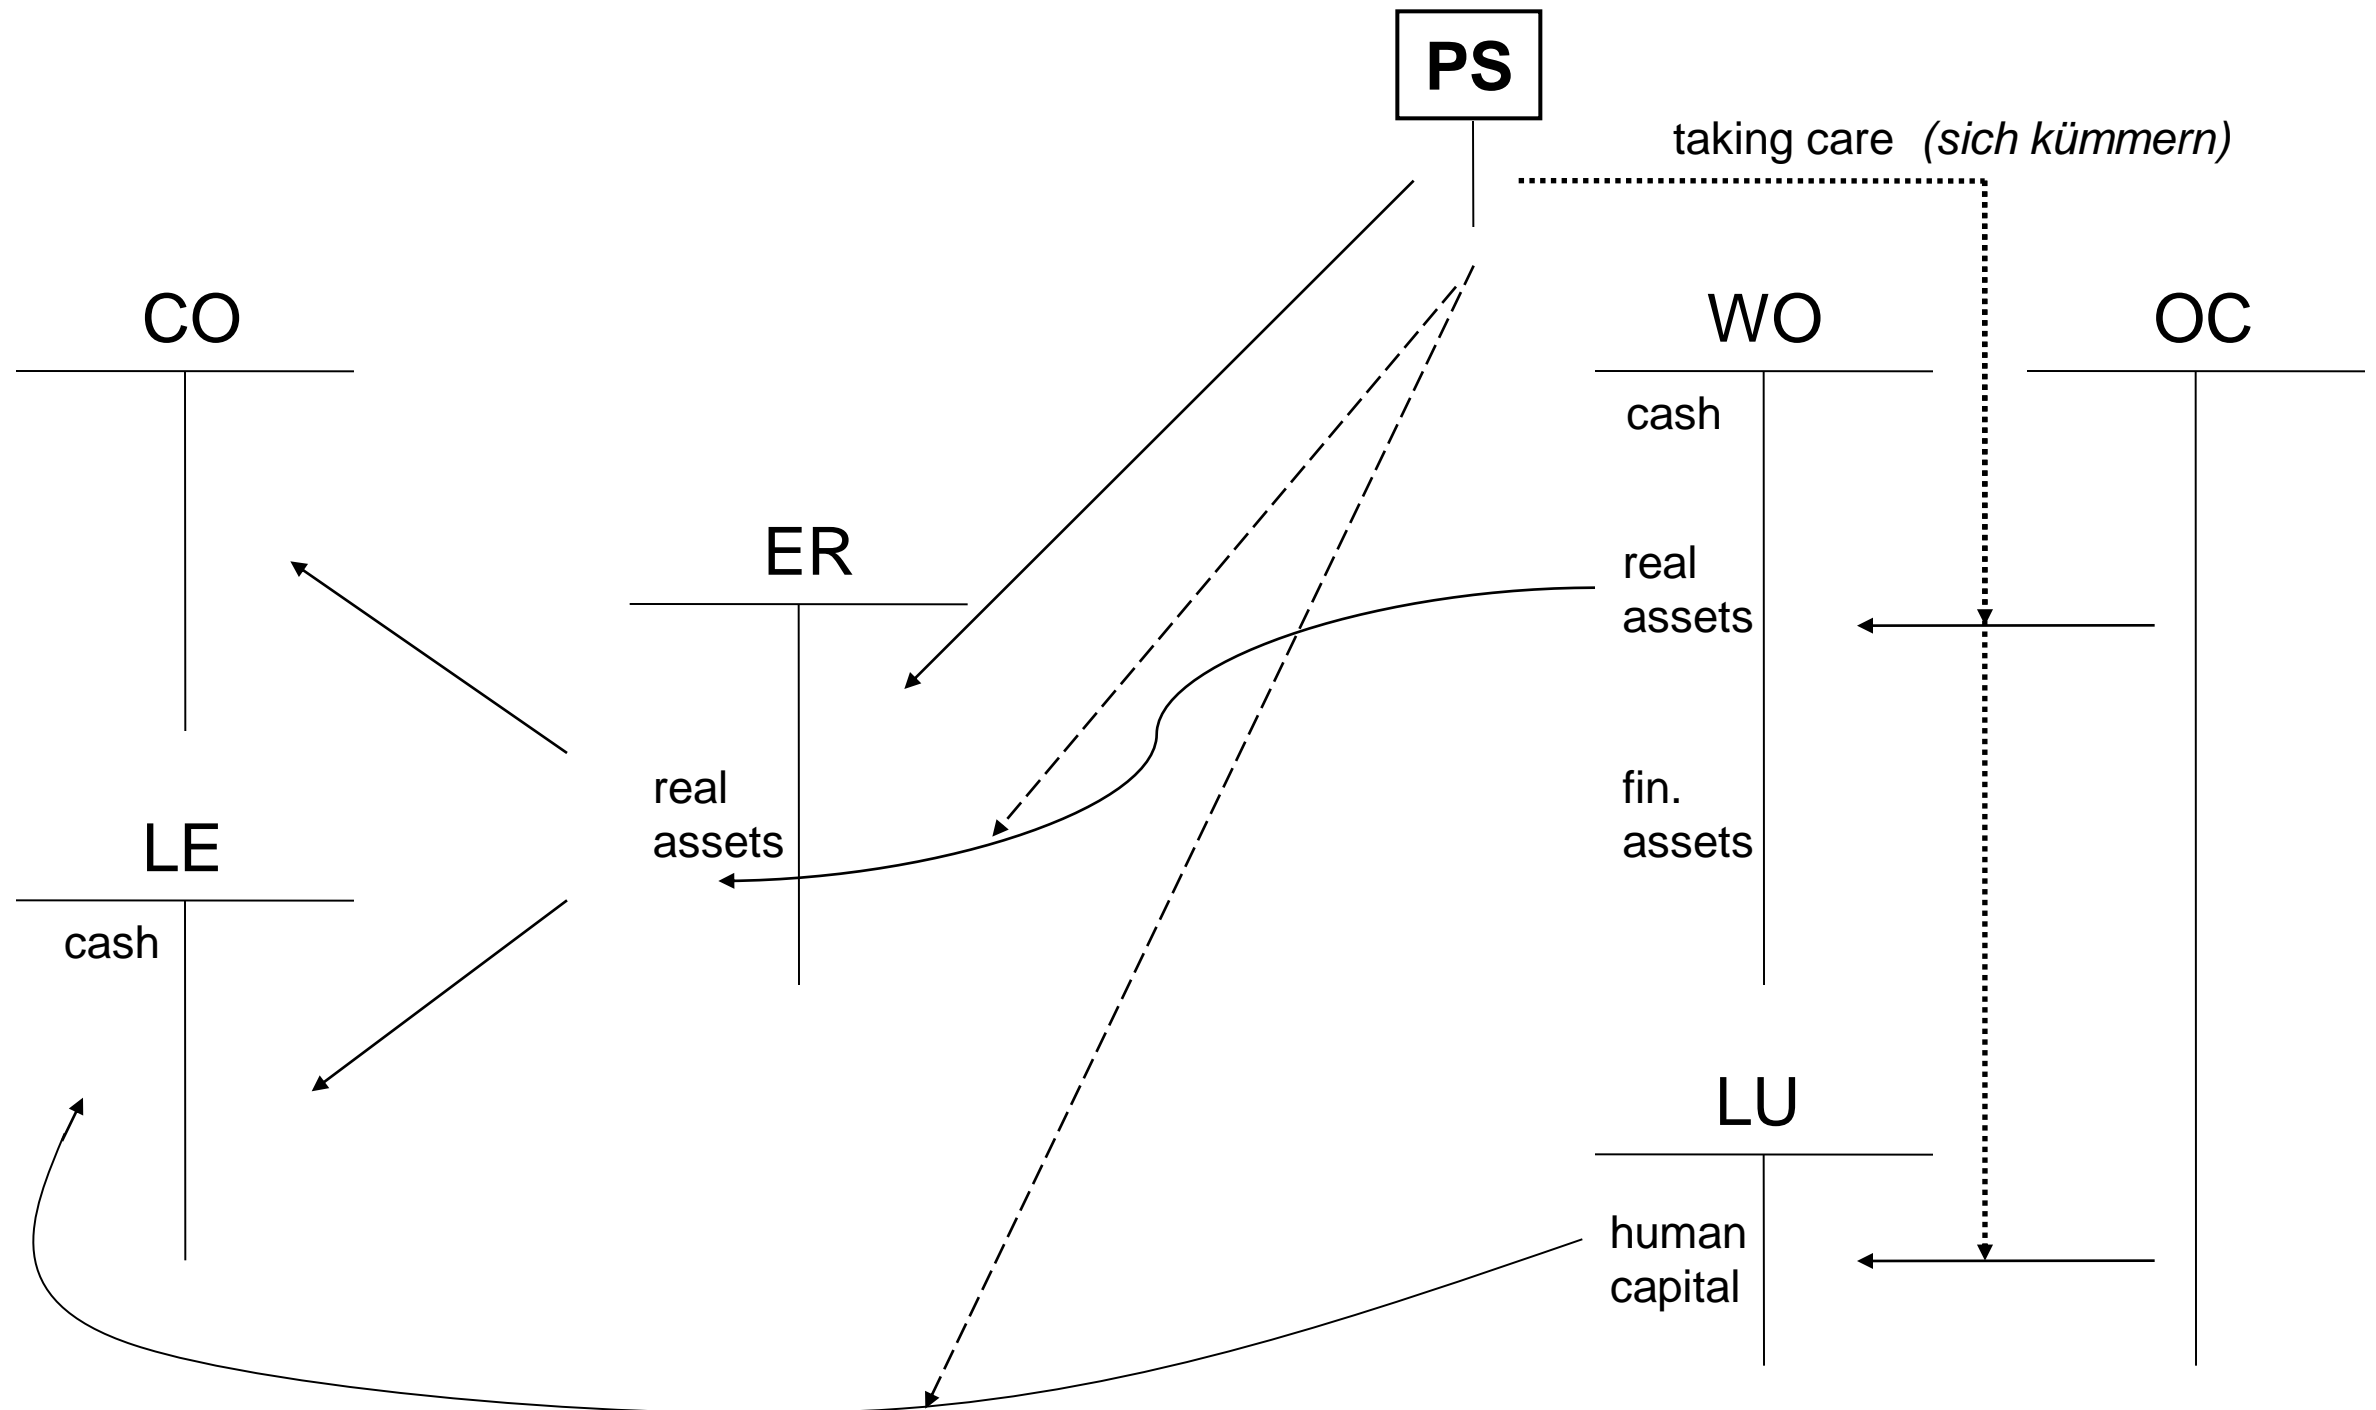 PS
taking care (sich kümmern)
CO
WO
OC
cash
ER
real
assets
real
assets
fin.
assets
LE
cash
LU
human
capital